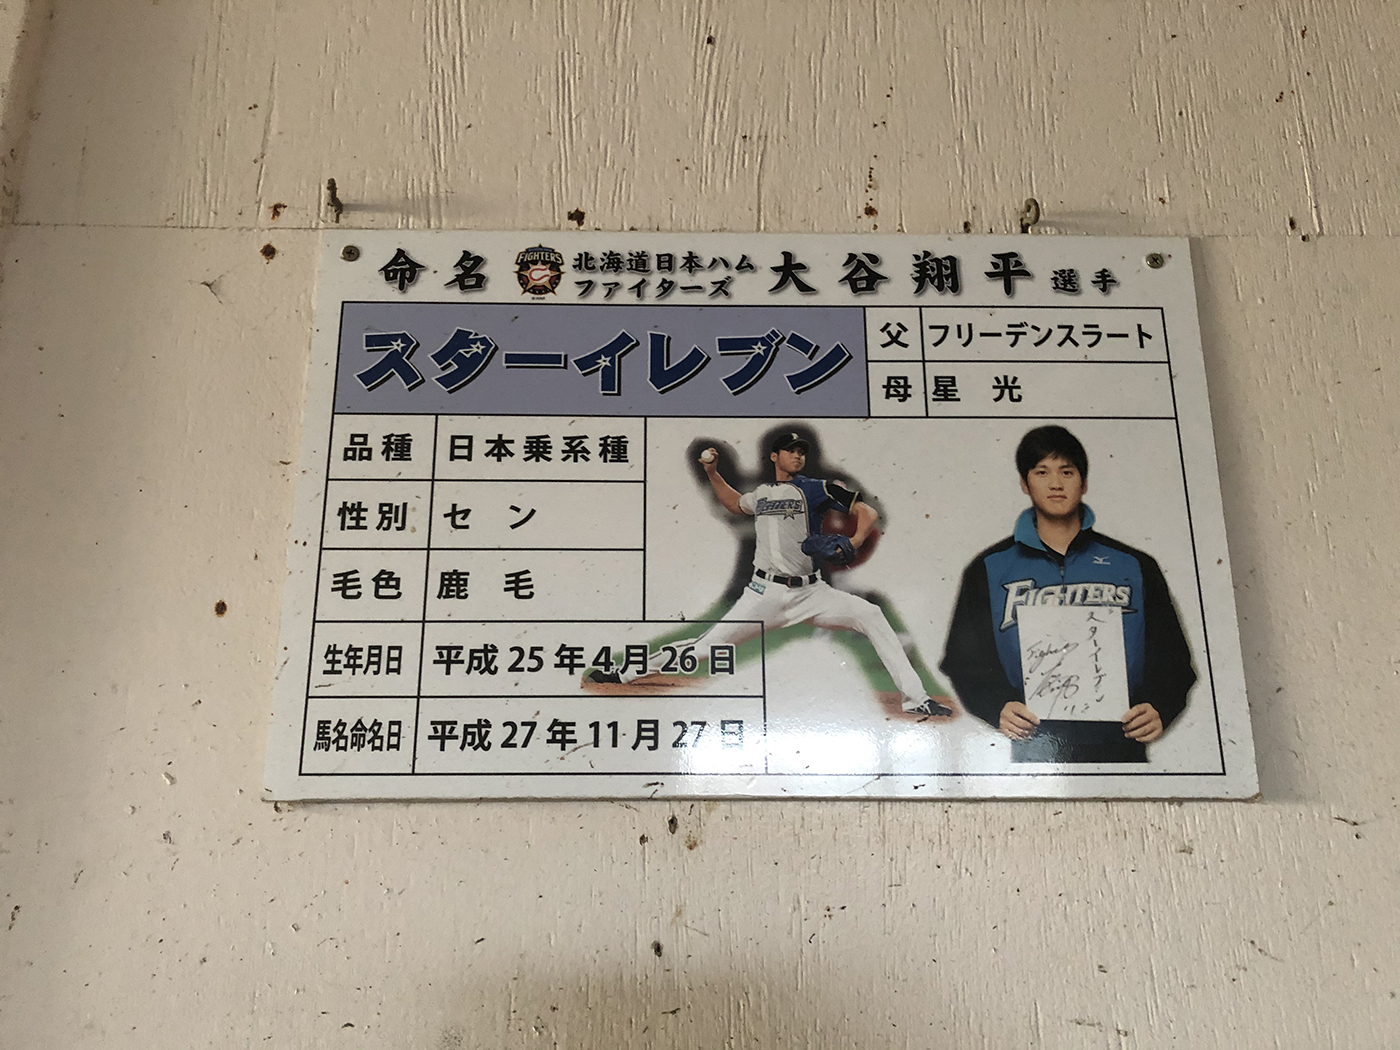 命名 FIGHTERS 北海道日本ハムファイターズ 大谷翔平選手
スターイレブン
父 フリーデンスラート
母 星 光
品種 日本乗系種
性別 セ ン
毛色 鹿 毛
生年月日 平成25年4月26日
馬名命名日 平成27年11月27日
FIGHTERS
FIGHTERS
スターイレブン